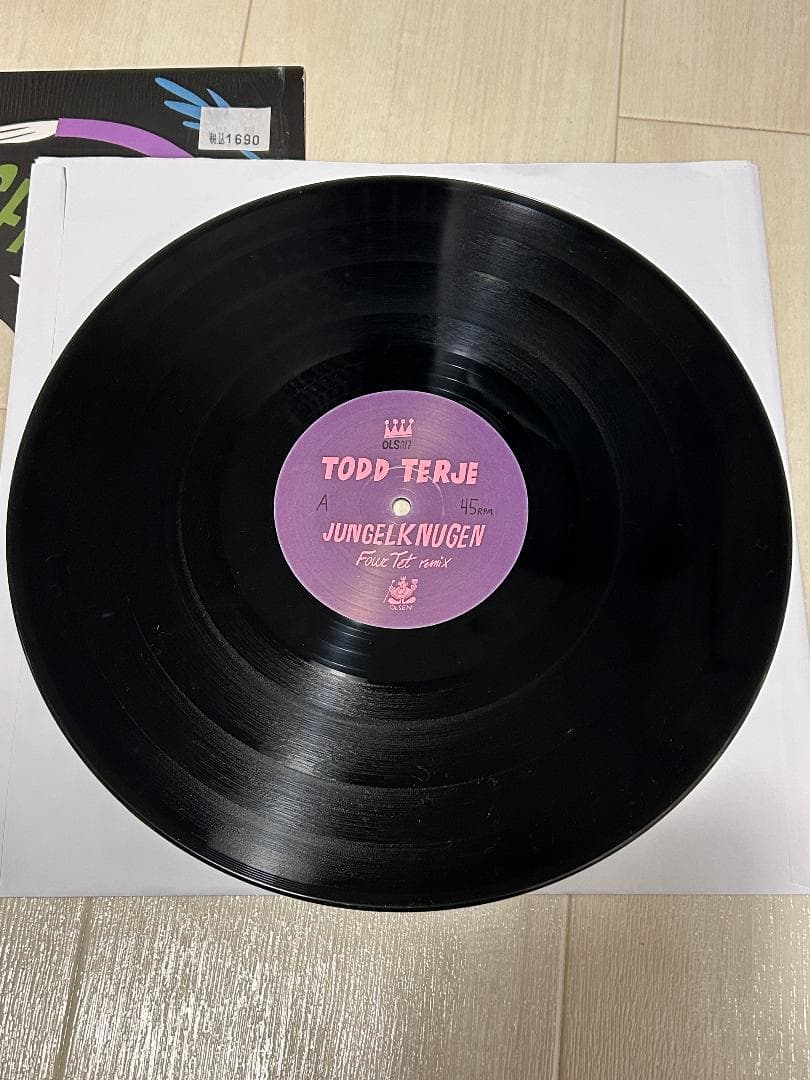 税込1690
OLS017
TODD TERJE
A 45RPM
JUNGELKNUGEN
Four Tet remix
OLSEN